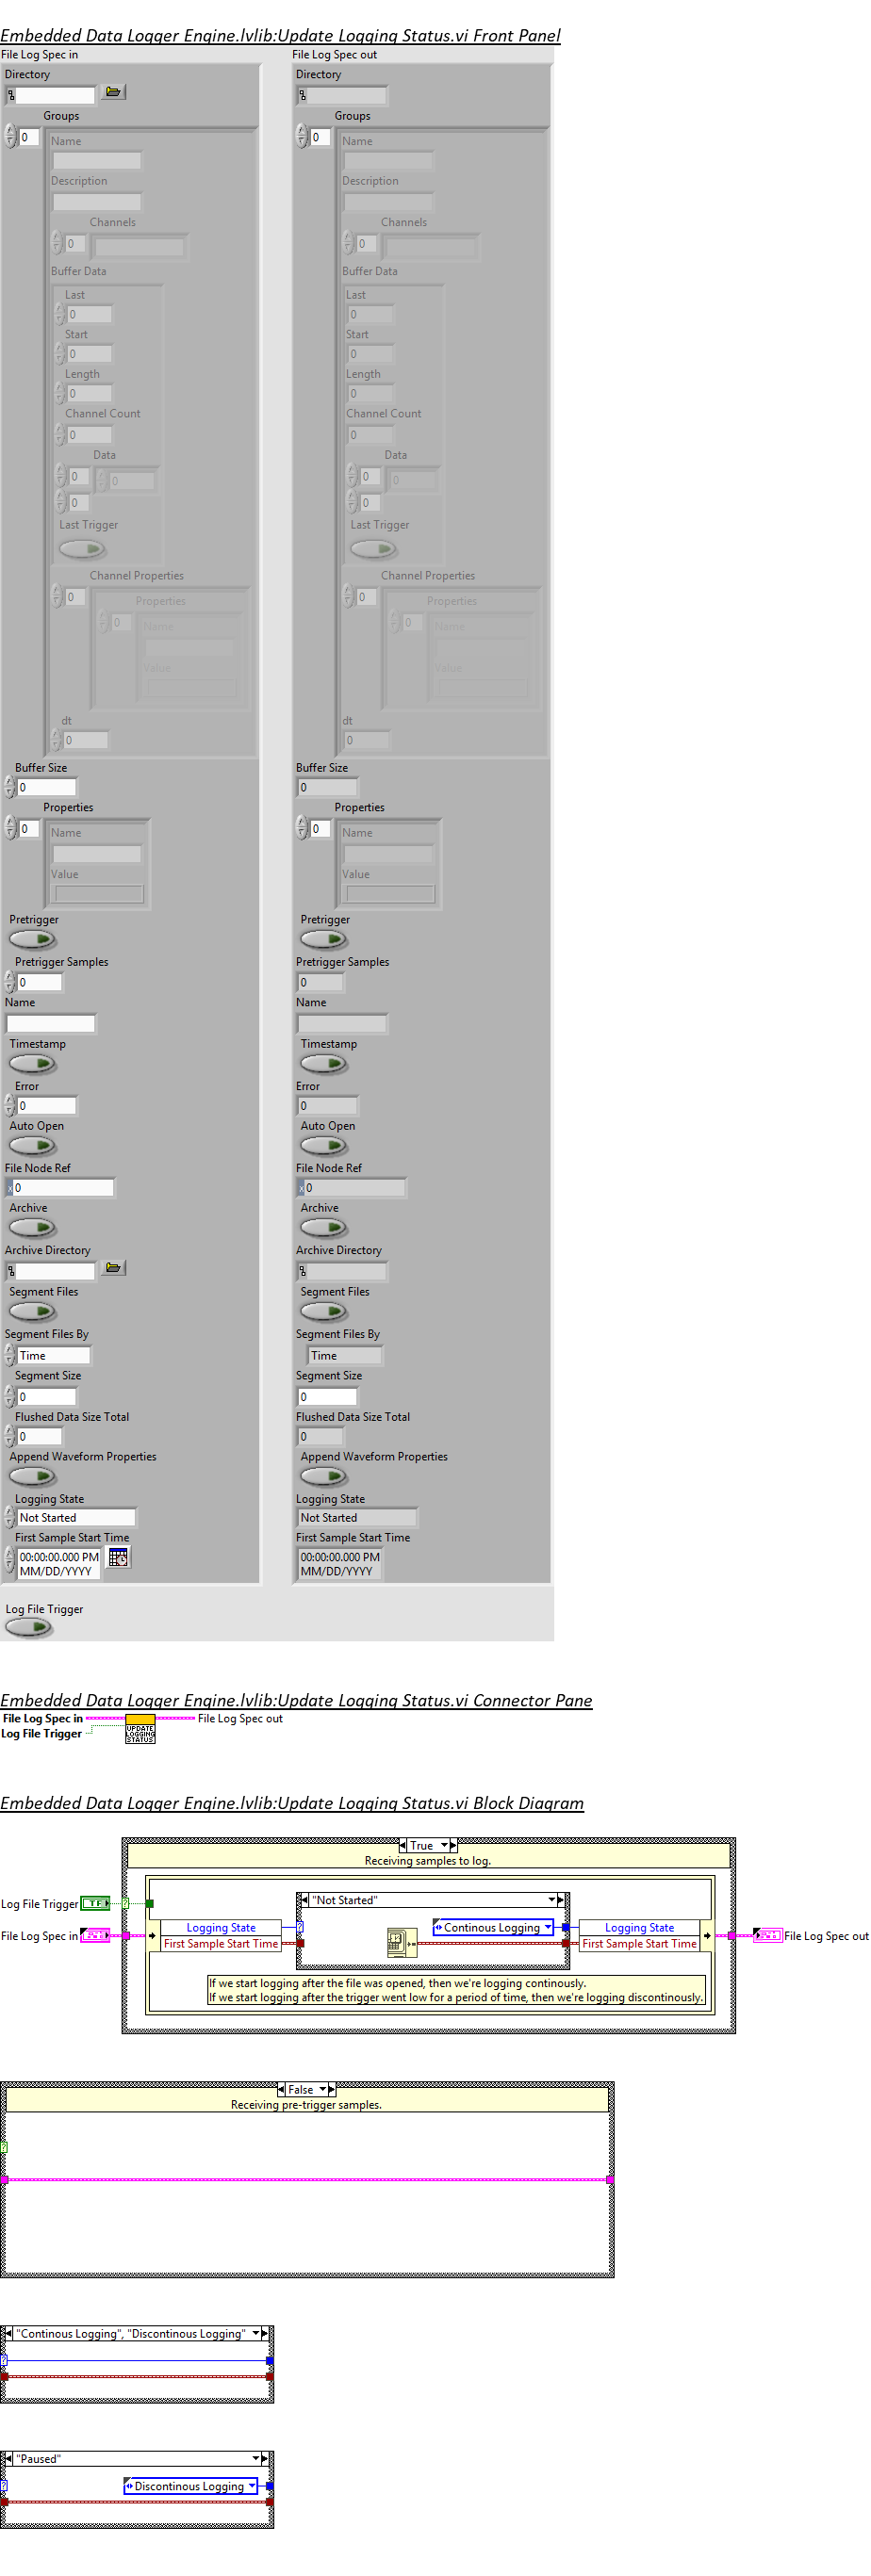 Embedded Data Logger Engine.lvlib:Update Logging Status.vi Front Panel
File Log Spec in
Directory
Groups
0
Name
Description
Channels
0
Buffer Data
Last
0
Start
0
Length
0
Channel Count
0
Data
0
0
0
Last Trigger
Channel Properties
0
Properties
0
Name
Value
dt
0
Buffer Size
0
Properties
0
Name
Value
Pretrigger
Pretrigger Samples
0
Name
Timestamp
Error
0
Auto Open
File Node Ref
x 0
Archive
Archive Directory
Segment Files
Segment Files By
Time
Segment Size
0
Flushed Data Size Total
0
Append Waveform Properties
Logging State
Not Started
First Sample Start Time
00:00:00.000 PM
MM/DD/YYYY
Log File Trigger
File Log Spec out
Directory
Groups
0
Name
Description
Channels
0
Buffer Data
Last
0
Start
0
Length
0
Channel Count
0
Data
0
0
0
Last Trigger
Channel Properties
0
Properties
0
Name
Value
dt
0
Buffer Size
0
Properties
0
Name
Value
Pretrigger
Pretrigger Samples
0
Name
Timestamp
Error
0
Auto Open
File Node Ref
x 0
Archive
Archive Directory
Segment Files
Segment Files By
Time
Segment Size
0
Flushed Data Size Total
0
Append Waveform Properties
Logging State
Not Started
First Sample Start Time
00:00:00.000 PM
MM/DD/YYYY
Embedded Data Logger Engine.lvlib:Update Logging Status.vi Connector Pane
File Log Spec in
Log File Trigger
UPDATE
LOGGING
STATUS
File Log Spec out
Embedded Data Logger Engine.lvlib:Update Logging Status.vi Block Diagram
True
Receiving samples to log.
Log File Trigger
TF
?
"Not Started"
File Log Spec in
Logging State
First Sample Start Time
?
Continous Logging
Logging State
First Sample Start Time
File Log Spec out
If we start logging after the file was opened, then we're logging continously.
If we start logging after the trigger went low for a period of time, then we're logging discontinously.
False
Receiving pre-trigger samples.
?
"Continous Logging", "Discontinous Logging"
?
"Paused"
?
Discontinous Logging